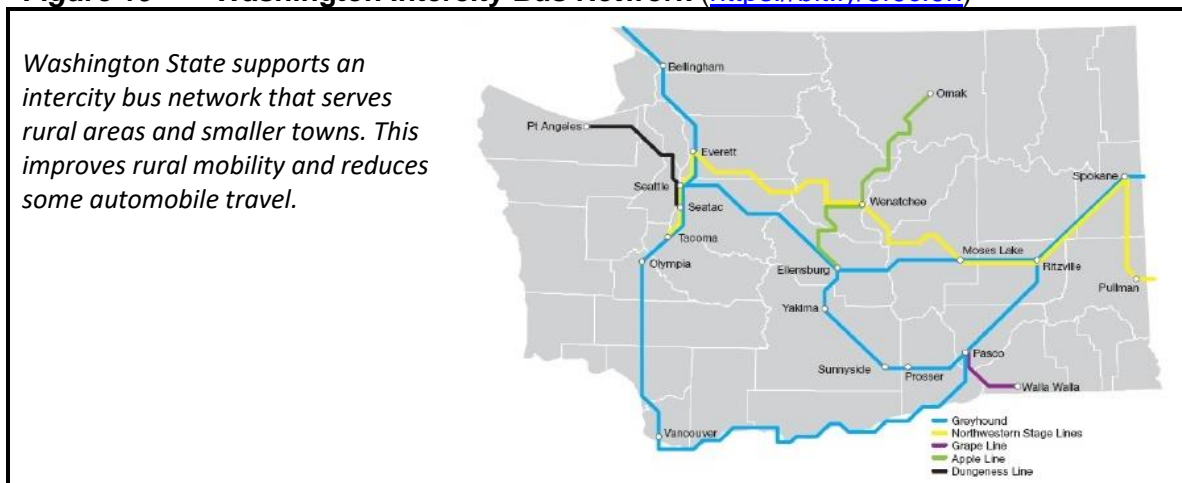 Washington Intercity Bus Network
Washington State supports an
intercity bus network that serves
rural areas and smaller towns. This
improves rural mobility and reduces
some automobile travel.
Bellingham
Omak
Pt Angeles
Everett
Spokane
Seattle
Wenatchee
Seatac
Tacoma
Moses Lake
Olympia
Ellensburg
Ritzville
Pullman
Yakima
Pasco
Sunnyside
Prosser
Walla Walla
Vancouver
Greyhound
Northwestern Stage Lines
Grape Line
Apple Line
Dungeness Line